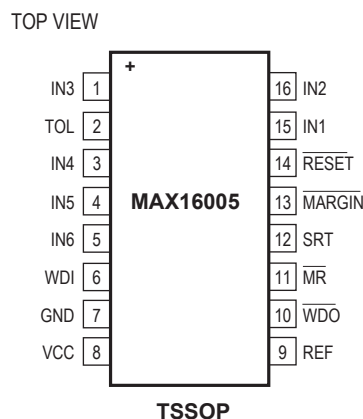 TOP VIEW
+
IN3 1 16 IN2
TOL 2 15 IN1
IN4 3 14 RESET
IN5 4 MAX16005 13 MARGIN
IN6 5 12 SRT
WDI 6 11 MR
GND 7 10 WDO
VCC 8 9 REF
TSSOP